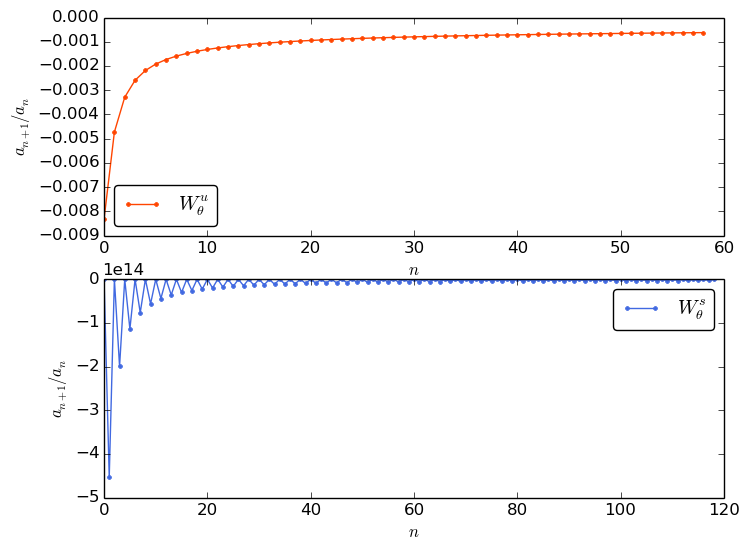 0.000
−0.001
−0.002
−0.003
−0.004
−0.005
−0.006
−0.007
−0.008
−0.009
a_{n+1}/a_n
W_θ^u
0 10 20 30 40 50 60
n
1e14
0
−1
−2
−3
−4
−5
a_{n+1}/a_n
W_θ^s
0 20 40 60 80 100 120
n